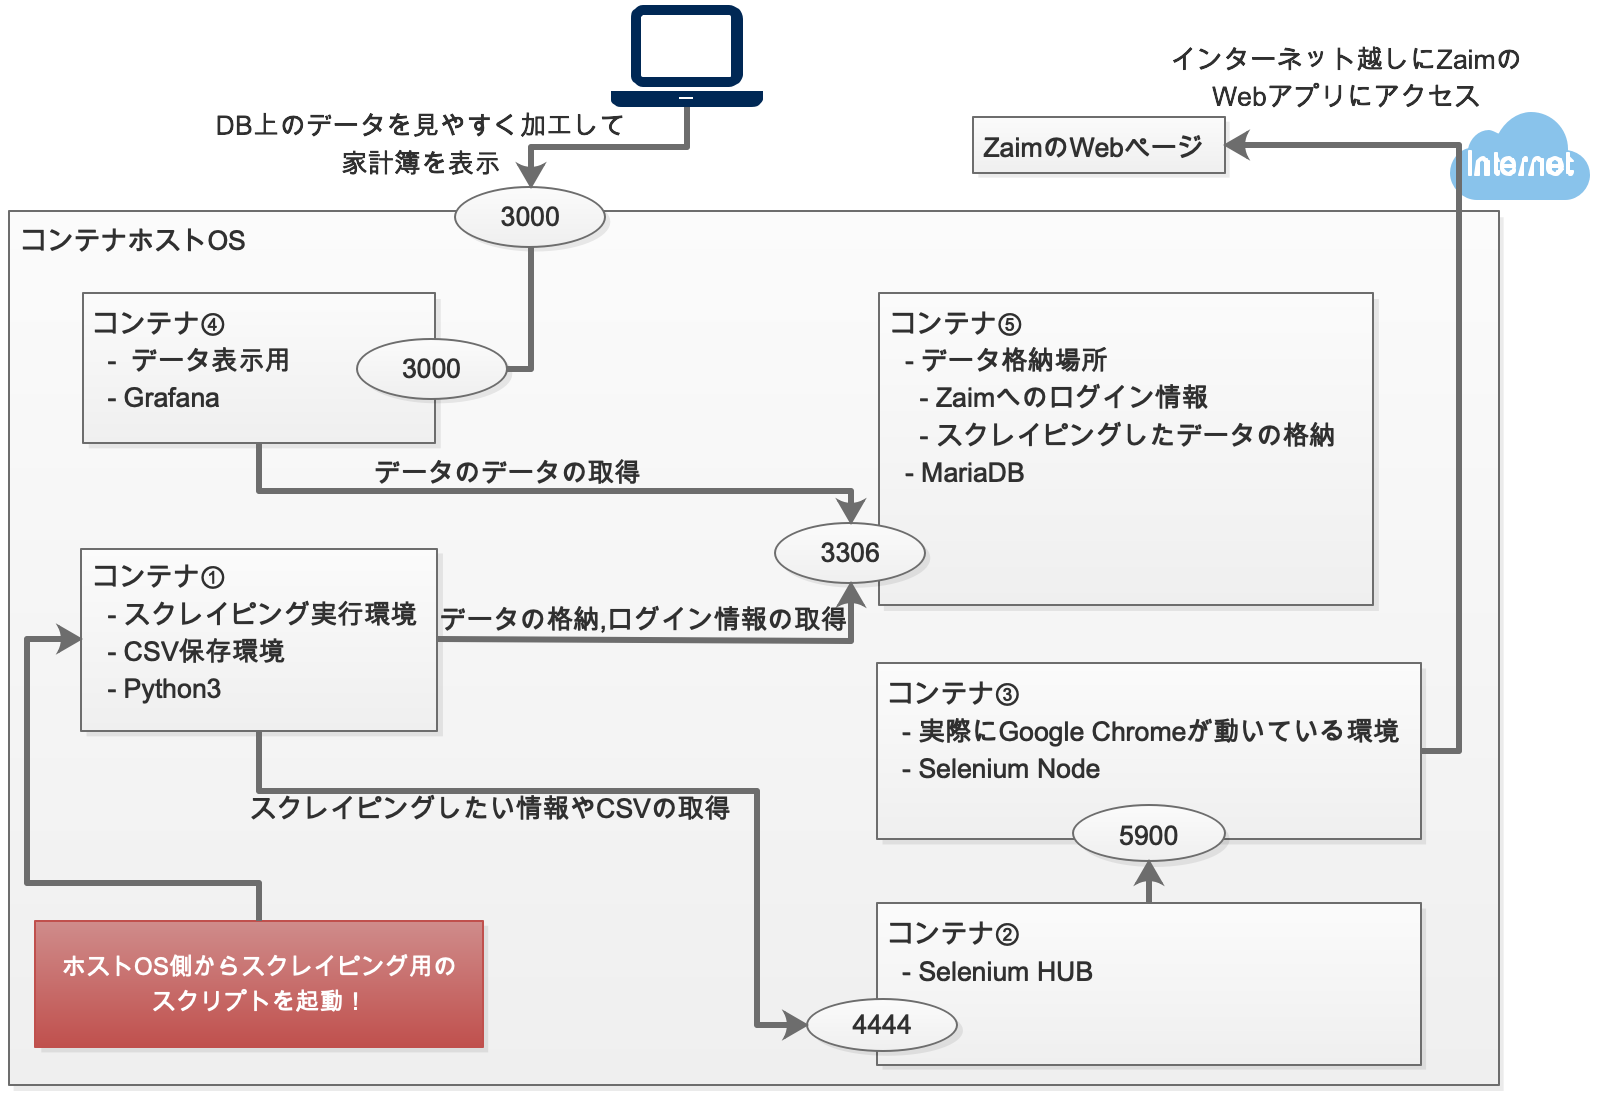 インターネット越しにZaimの
Webアプリにアクセス
DB上のデータを見やすく加工して
家計簿を表示
ZaimのWebページ
Internet
3000
コンテナホストOS
コンテナ④
- データ表示用
- Grafana
3000
コンテナ⑤
- データ格納場所
- Zaimへのログイン情報
- スクレイピングしたデータの格納
- MariaDB
データのデータの取得
3306
コンテナ①
- スクレイピング実行環境
- CSV保存環境
- Python3
データの格納,ログイン情報の取得
コンテナ③
- 実際にGoogle Chromeが動いている環境
- Selenium Node
5900
スクレイピングしたい情報やCSVの取得
コンテナ②
- Selenium HUB
4444
ホストOS側からスクレイピング用の
スクリプトを起動！